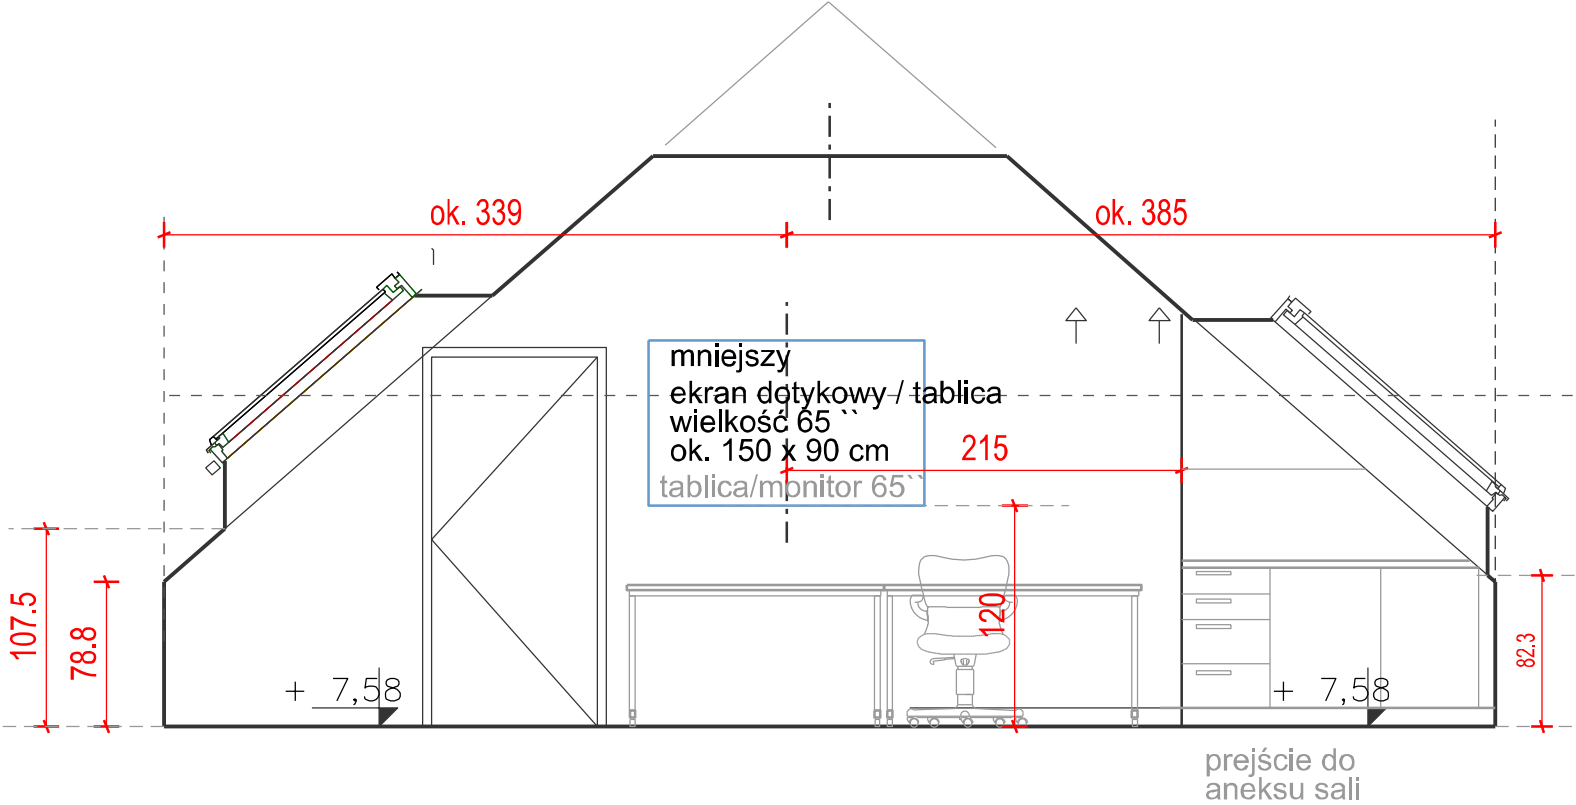 ok. 339
ok. 385
mniejszy
ekran dotykowy / tablica
wielkość 65 ``
ok. 150 x 90 cm
tablica/monitor 65``
215
107.5
78.8
120
82.3
+ 7,58
+ 7,58
prejście do
aneksu sali